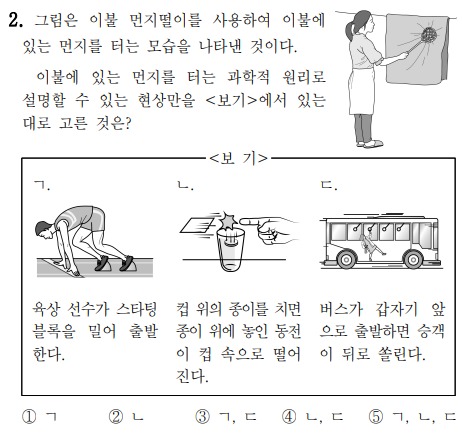 2. 그림은 이불 먼지떨이를 사용하여 이불에
있는 먼지를 터는 모습을 나타낸 것이다.
이불에 있는 먼지를 터는 과학적 원리로
설명할 수 있는 현상만을 <보기>에서 있는
대로 고른 것은?
<보 기>
ㄱ.
육상 선수가 스타팅
블록을 밀어 출발
한다.
ㄴ.
컵 위의 종이를 치면
종이 위에 놓인 동전
이 컵 속으로 떨어
진다.
ㄷ.
버스가 갑자기 앞
으로 출발하면 승객
이 뒤로 쏠린다.
① ㄱ ② ㄴ ③ ㄱ, ㄷ ④ ㄴ, ㄷ ⑤ ㄱ, ㄴ, ㄷ